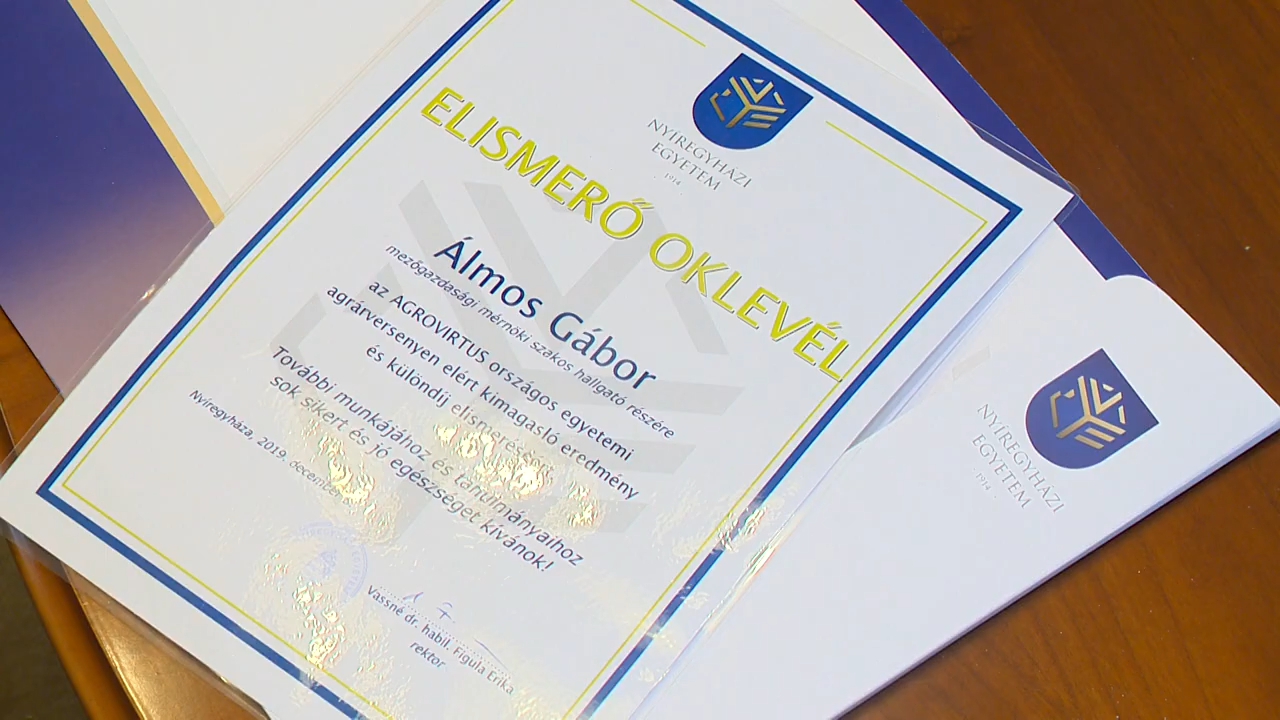 NYÍREGYHÁZI
EGYETEM
· 1914 ·
ELISMERŐ OKLEVÉL
Álmos Gábor
mezőgazdasági mérnöki szakos hallgató részére
az AGROVIRTUS országos egyetemi
agrárversenyen elért kimagasló eredmény
és különdíj elismeréseként
További munkájához és tanulmányaihoz
sok sikert és jó egészséget kívánok!
Nyíregyháza, 2019. december
Vassné dr. habil. Figula Erika
rektor
NYÍREGYHÁZI
EGYETEM
· 1914 ·